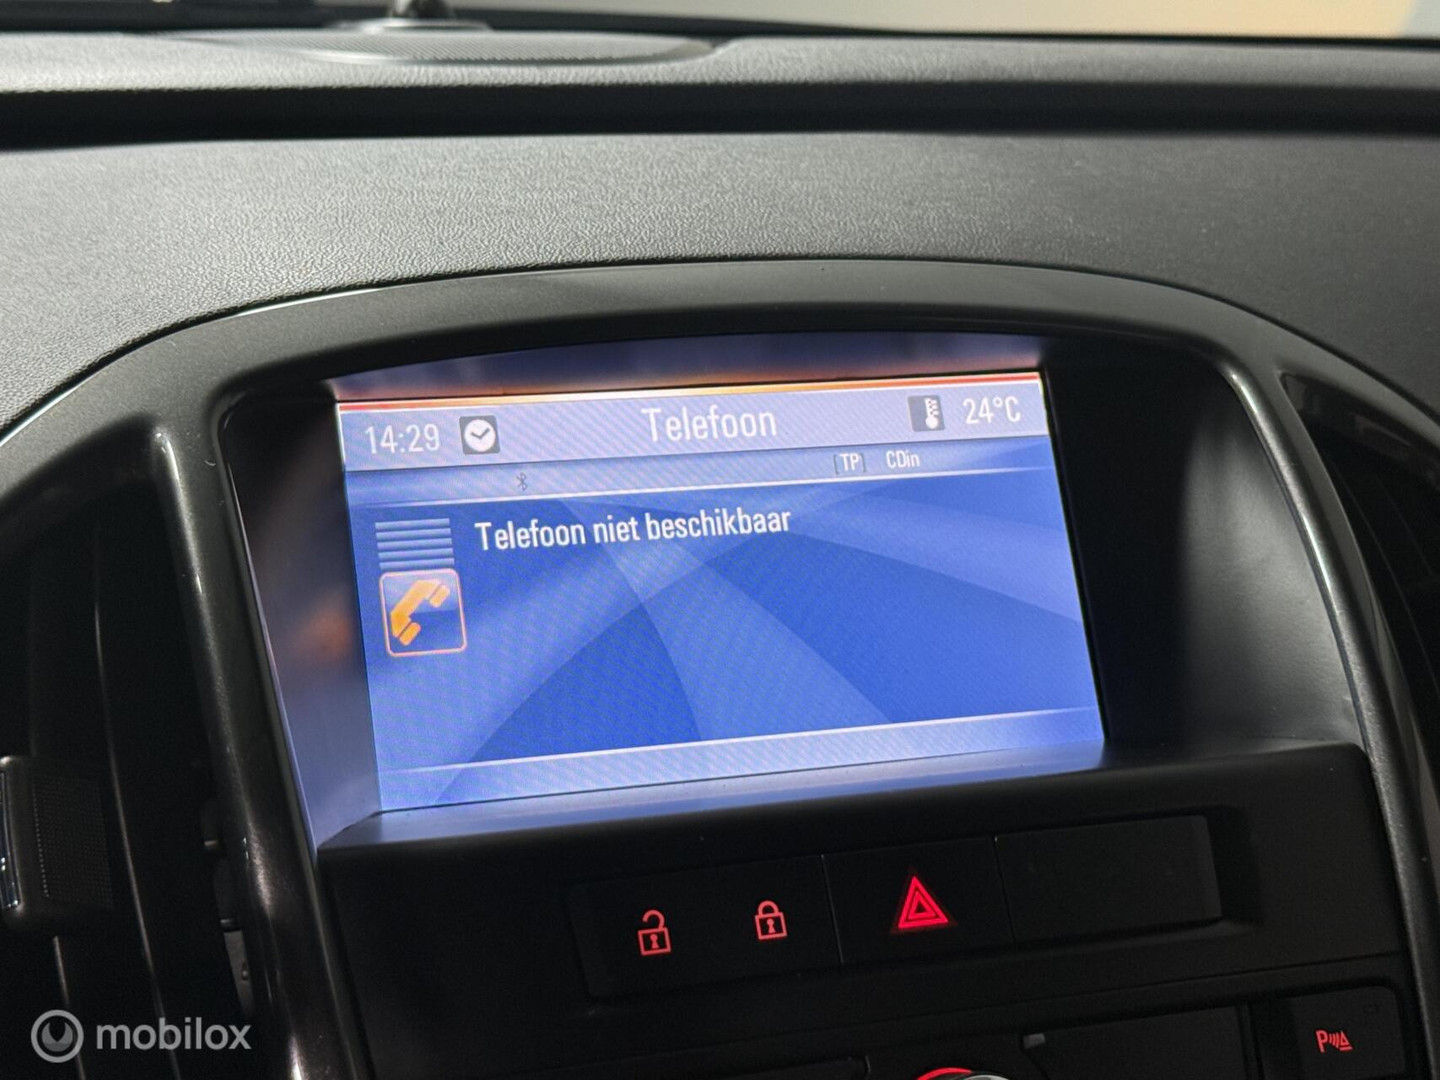 14:29 Telefoon 24°C
[TP] CDin
Telefoon niet beschikbaar
P
mobilox